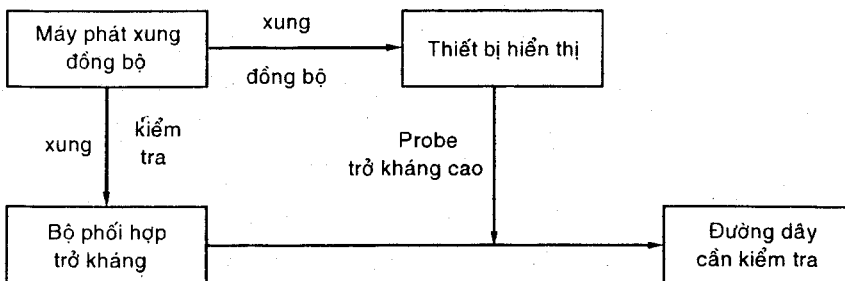 Máy phát xung
đồng bộ
xung
đồng bộ
Thiết bị hiển thị
xung
kiểm
tra
Probe
trở kháng cao
Bộ phối hợp
trở kháng
Đường dây
cần kiểm tra